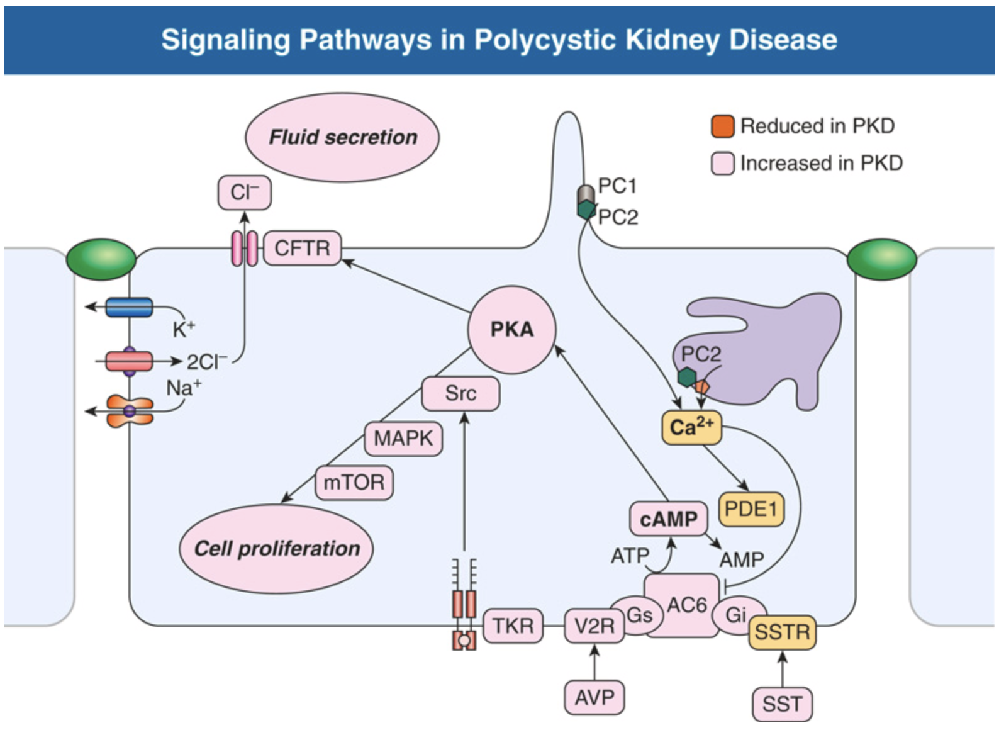 Signaling Pathways in Polycystic Kidney Disease
Fluid secretion
Reduced in PKD
Increased in PKD
Cl⁻
PC1
PC2
CFTR
K⁺
PKA
2Cl⁻
PC2
Na⁺
Src
Ca²⁺
MAPK
mTOR
PDE1
cAMP
Cell proliferation
ATP
AMP
AC6
Gs
Gi
TKR
V2R
SSTR
AVP
SST